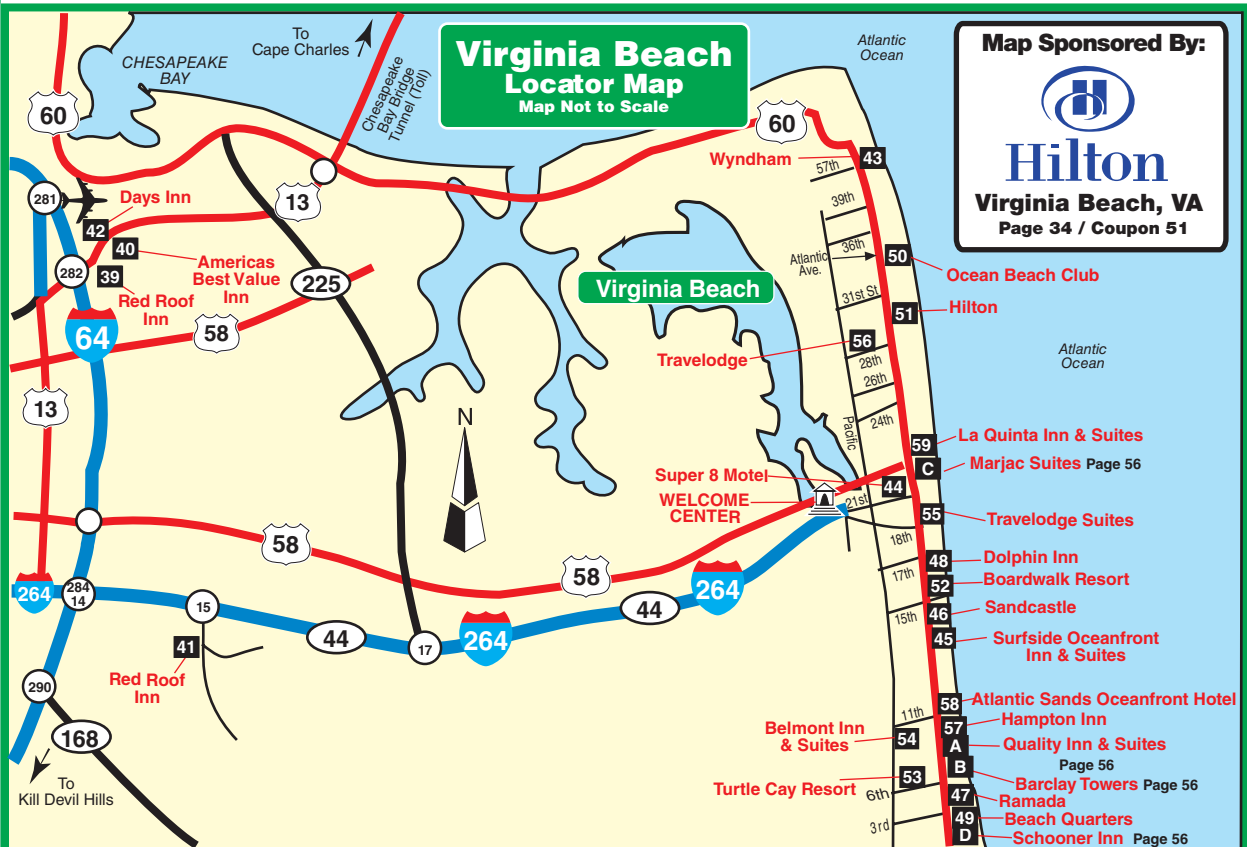 Virginia Beach
Locator Map
Map Not to Scale
Map Sponsored By:
Hilton
Virginia Beach, VA
Page 34 / Coupon 51
To
Cape Charles
CHESAPEAKE
BAY
Chesapeake
Bay Bridge
Tunnel (Toll)
Atlantic
Ocean
60
60
Wyndham
43
57th
281
Days Inn
42
13
39th
40
Americas
Best Value
Inn
282
39
Red Roof
Inn
225
36th
Atlantic
Ave.
50
Ocean Beach Club
Virginia Beach
31st St
51
Hilton
64
58
56
Travelodge
28th
Atlantic
Ocean
26th
13
N
24th
Pacific
59
La Quinta Inn & Suites
C
Marjac Suites Page 56
Super 8 Motel
44
WELCOME
CENTER
21st
55
Travelodge Suites
58
18th
48
Dolphin Inn
58
17th
52
Boardwalk Resort
264
284
14
15
44
264
44
264
17
15th
46
Sandcastle
45
Surfside Oceanfront
Inn & Suites
41
Red Roof
Inn
290
168
To
Kill Devil Hills
11th
58
Atlantic Sands Oceanfront Hotel
57
Hampton Inn
Belmont Inn
& Suites
54
A
Quality Inn & Suites
Page 56
B
Barclay Towers Page 56
Turtle Cay Resort
53
6th
47
Ramada
3rd
49
Beach Quarters
D
Schooner Inn Page 56